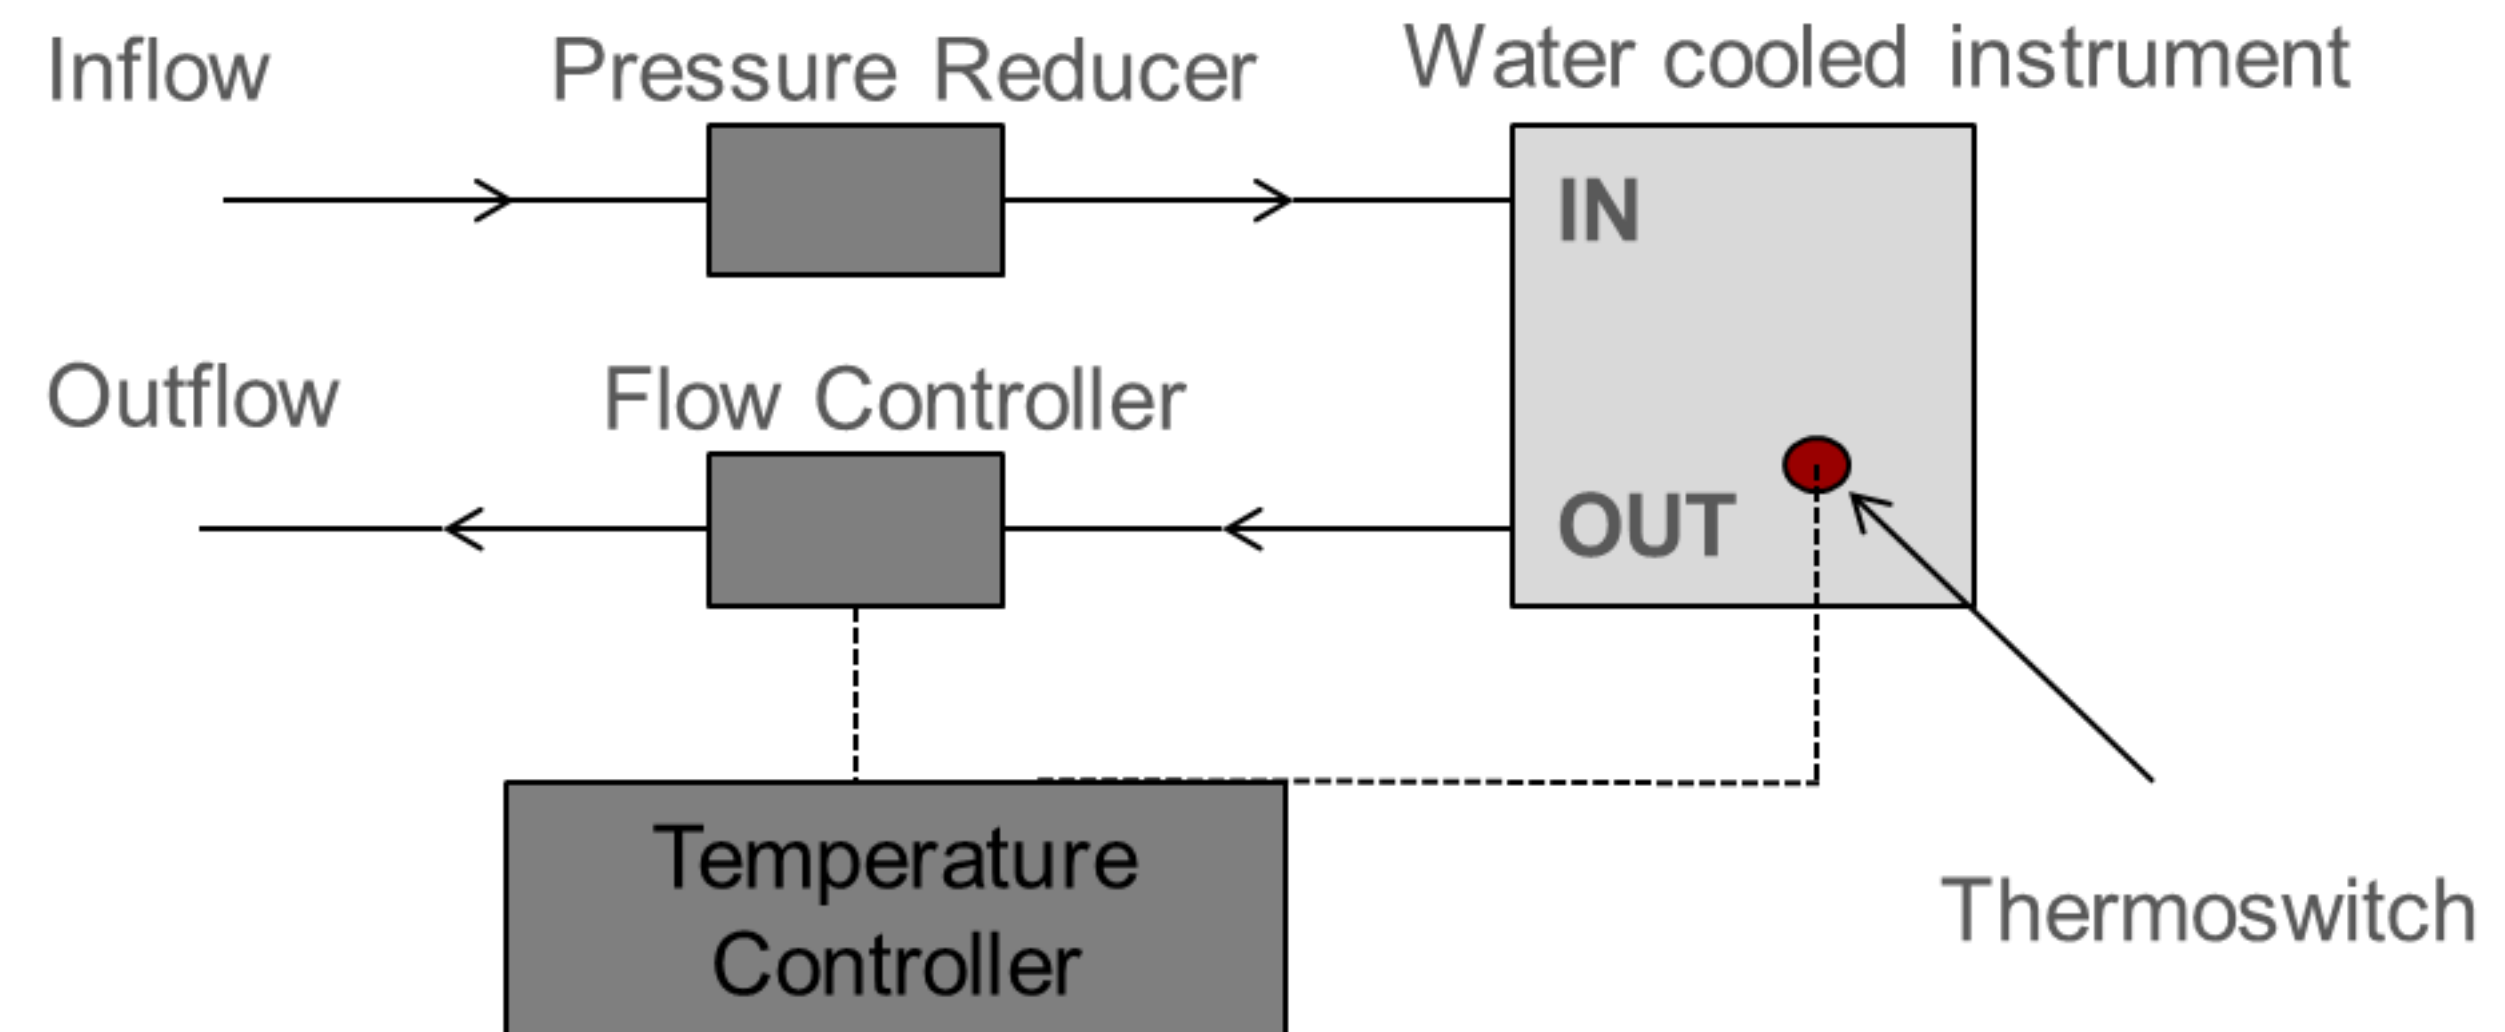 Inflow
Pressure Reducer
Water cooled instrument
IN
Outflow
Flow Controller
OUT
Temperature
Controller
Thermoswitch